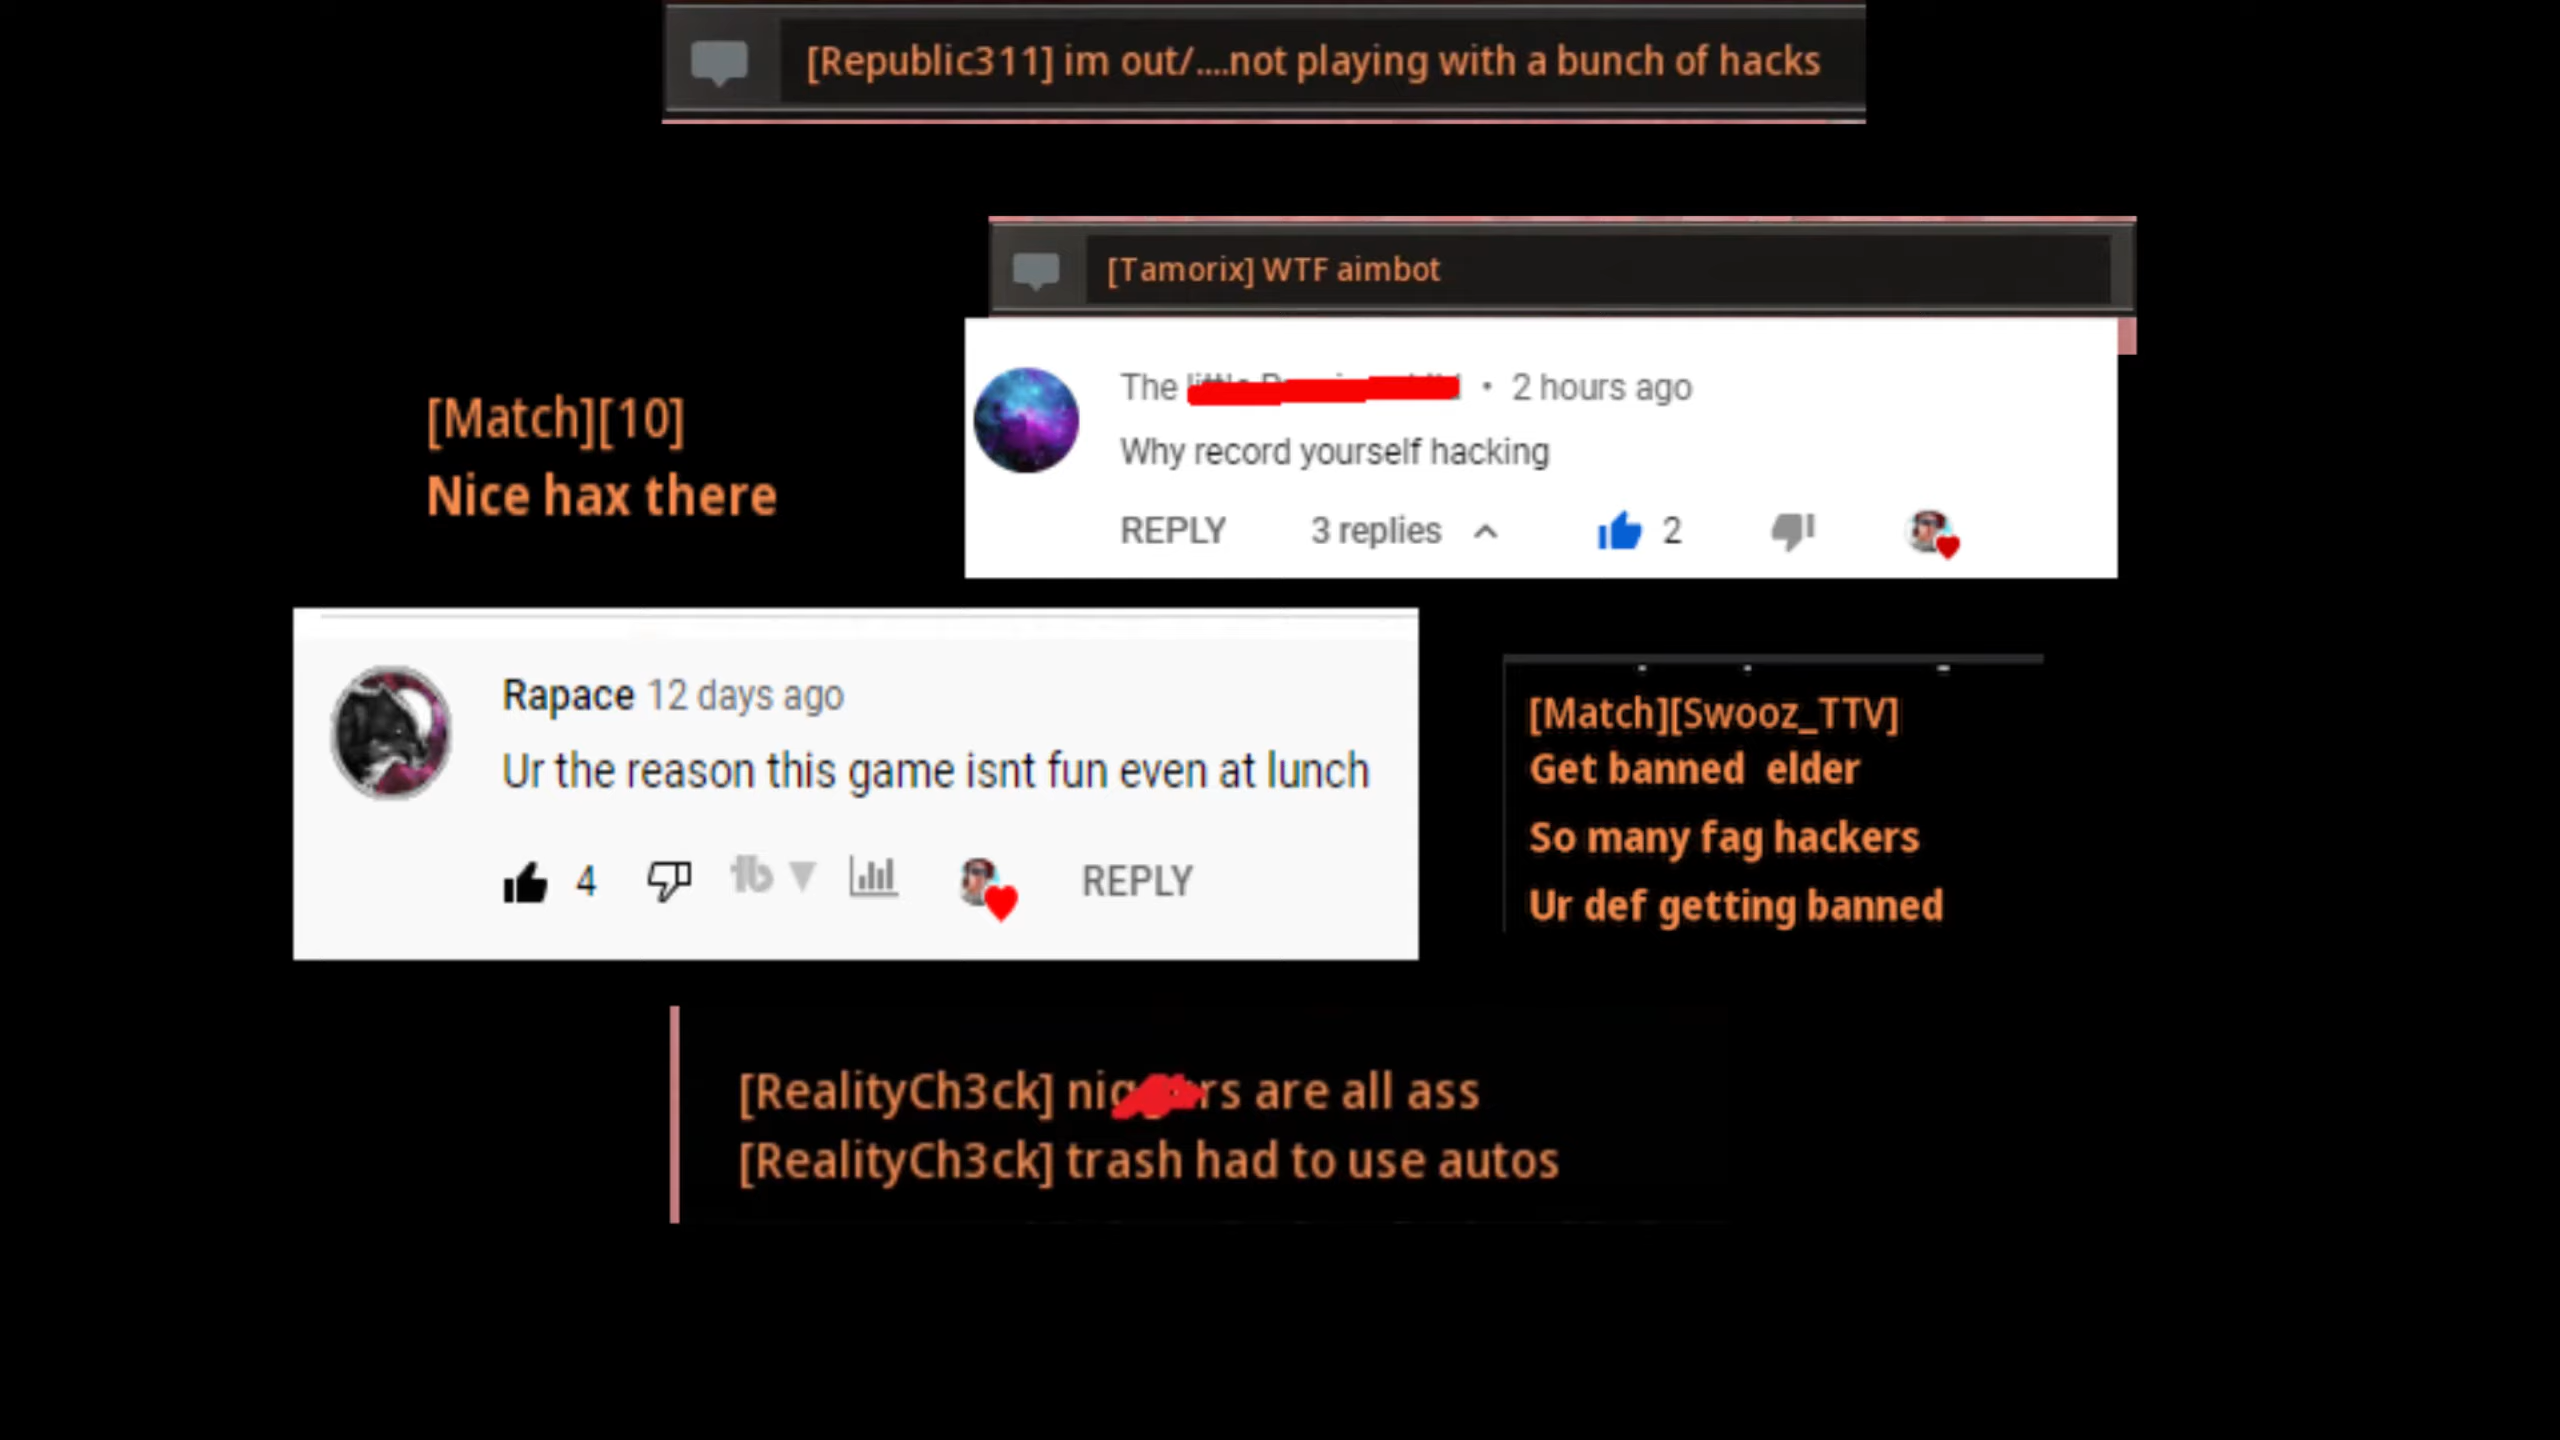 [Republic311] im out/....not playing with a bunch of hacks
[Tamorix] WTF aimbot
The • 2 hours ago
Why record yourself hacking
REPLY 3 replies 2
[Match][10]
Nice hax there
Rapace 12 days ago
Ur the reason this game isnt fun even at lunch
4 REPLY
[Match][Swooz_TTV]
Get banned elder
So many fag hackers
Ur def getting banned
[RealityCh3ck] are all ass
[RealityCh3ck] trash had to use autos